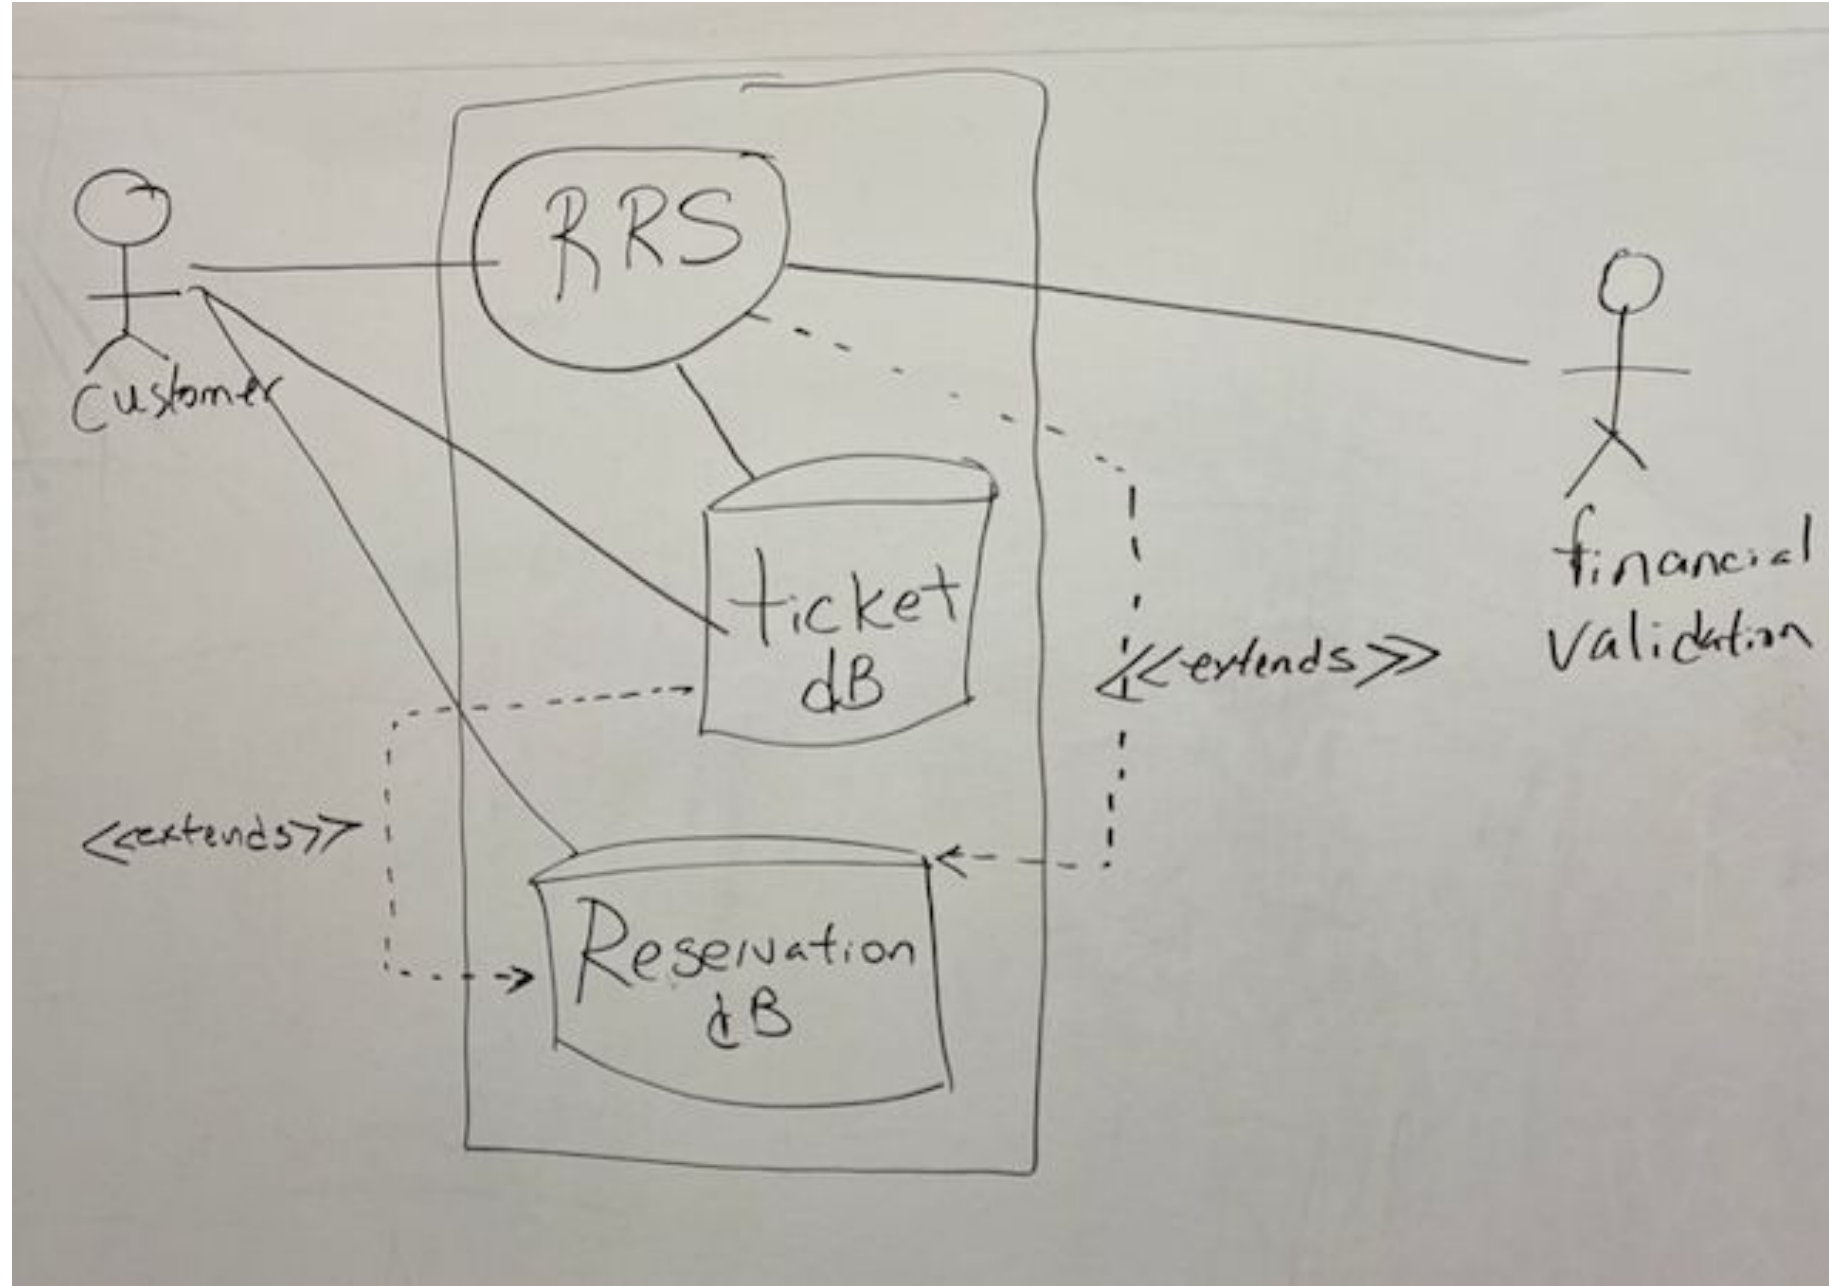 RRS
Customer
ticket
dB
financial
validation
<<extends>>
<<extends>>
Reservation
dB